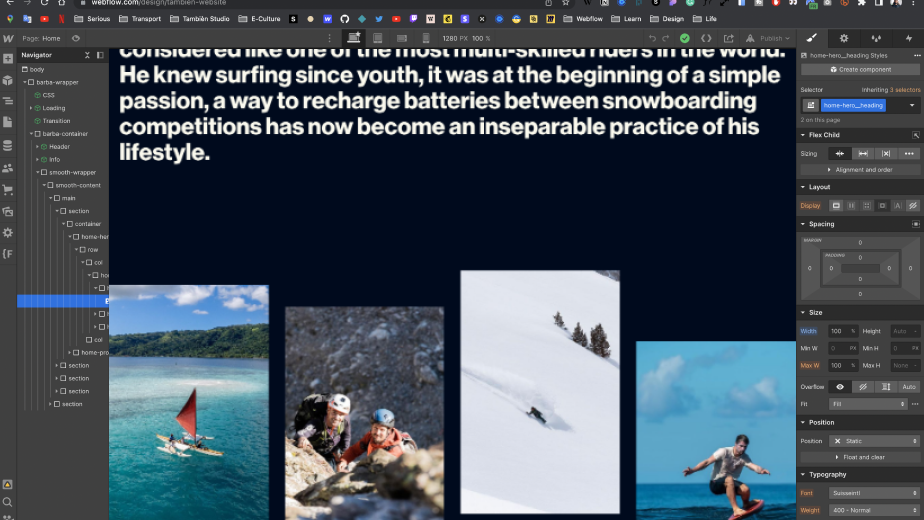 webflow.com/design/tambien-website
Serious
Transport
Tambièn Studio
E-Culture
Webflow
Learn
Design
Life
Page: Home
1280 PX 100 %
Publish
Navigator
body
barba-wrapper
CSS
Loading
Transition
barba-container
Header
Info
smooth-wrapper
smooth-content
main
section
container
home-her
row
col
hon
col
home-pro
section
section
section
section
considered like one of the most multi-skilled riders in the world.
He knew surfing since youth, it was at the beginning of a simple
passion, a way to recharge batteries between snowboarding
competitions has now become an inseparable practice of his
lifestyle.
home-hero__heading Styles
Create component
Selector Inheriting 3 selectors
home-hero__heading
2 on this page
Flex Child
Sizing
Alignment and order
Layout
Display
Spacing
MARGIN 0
PADDING 0
0 0 0 0
0
0
Size
Width 100 % Height Auto
Min W 0 PX Min H 0 PX
Max W 100 % Max H None
Overflow Auto
Fit Fill
Position
Position Static
Float and clear
Typography
Font Suisseintl
Weight 400 - Normal